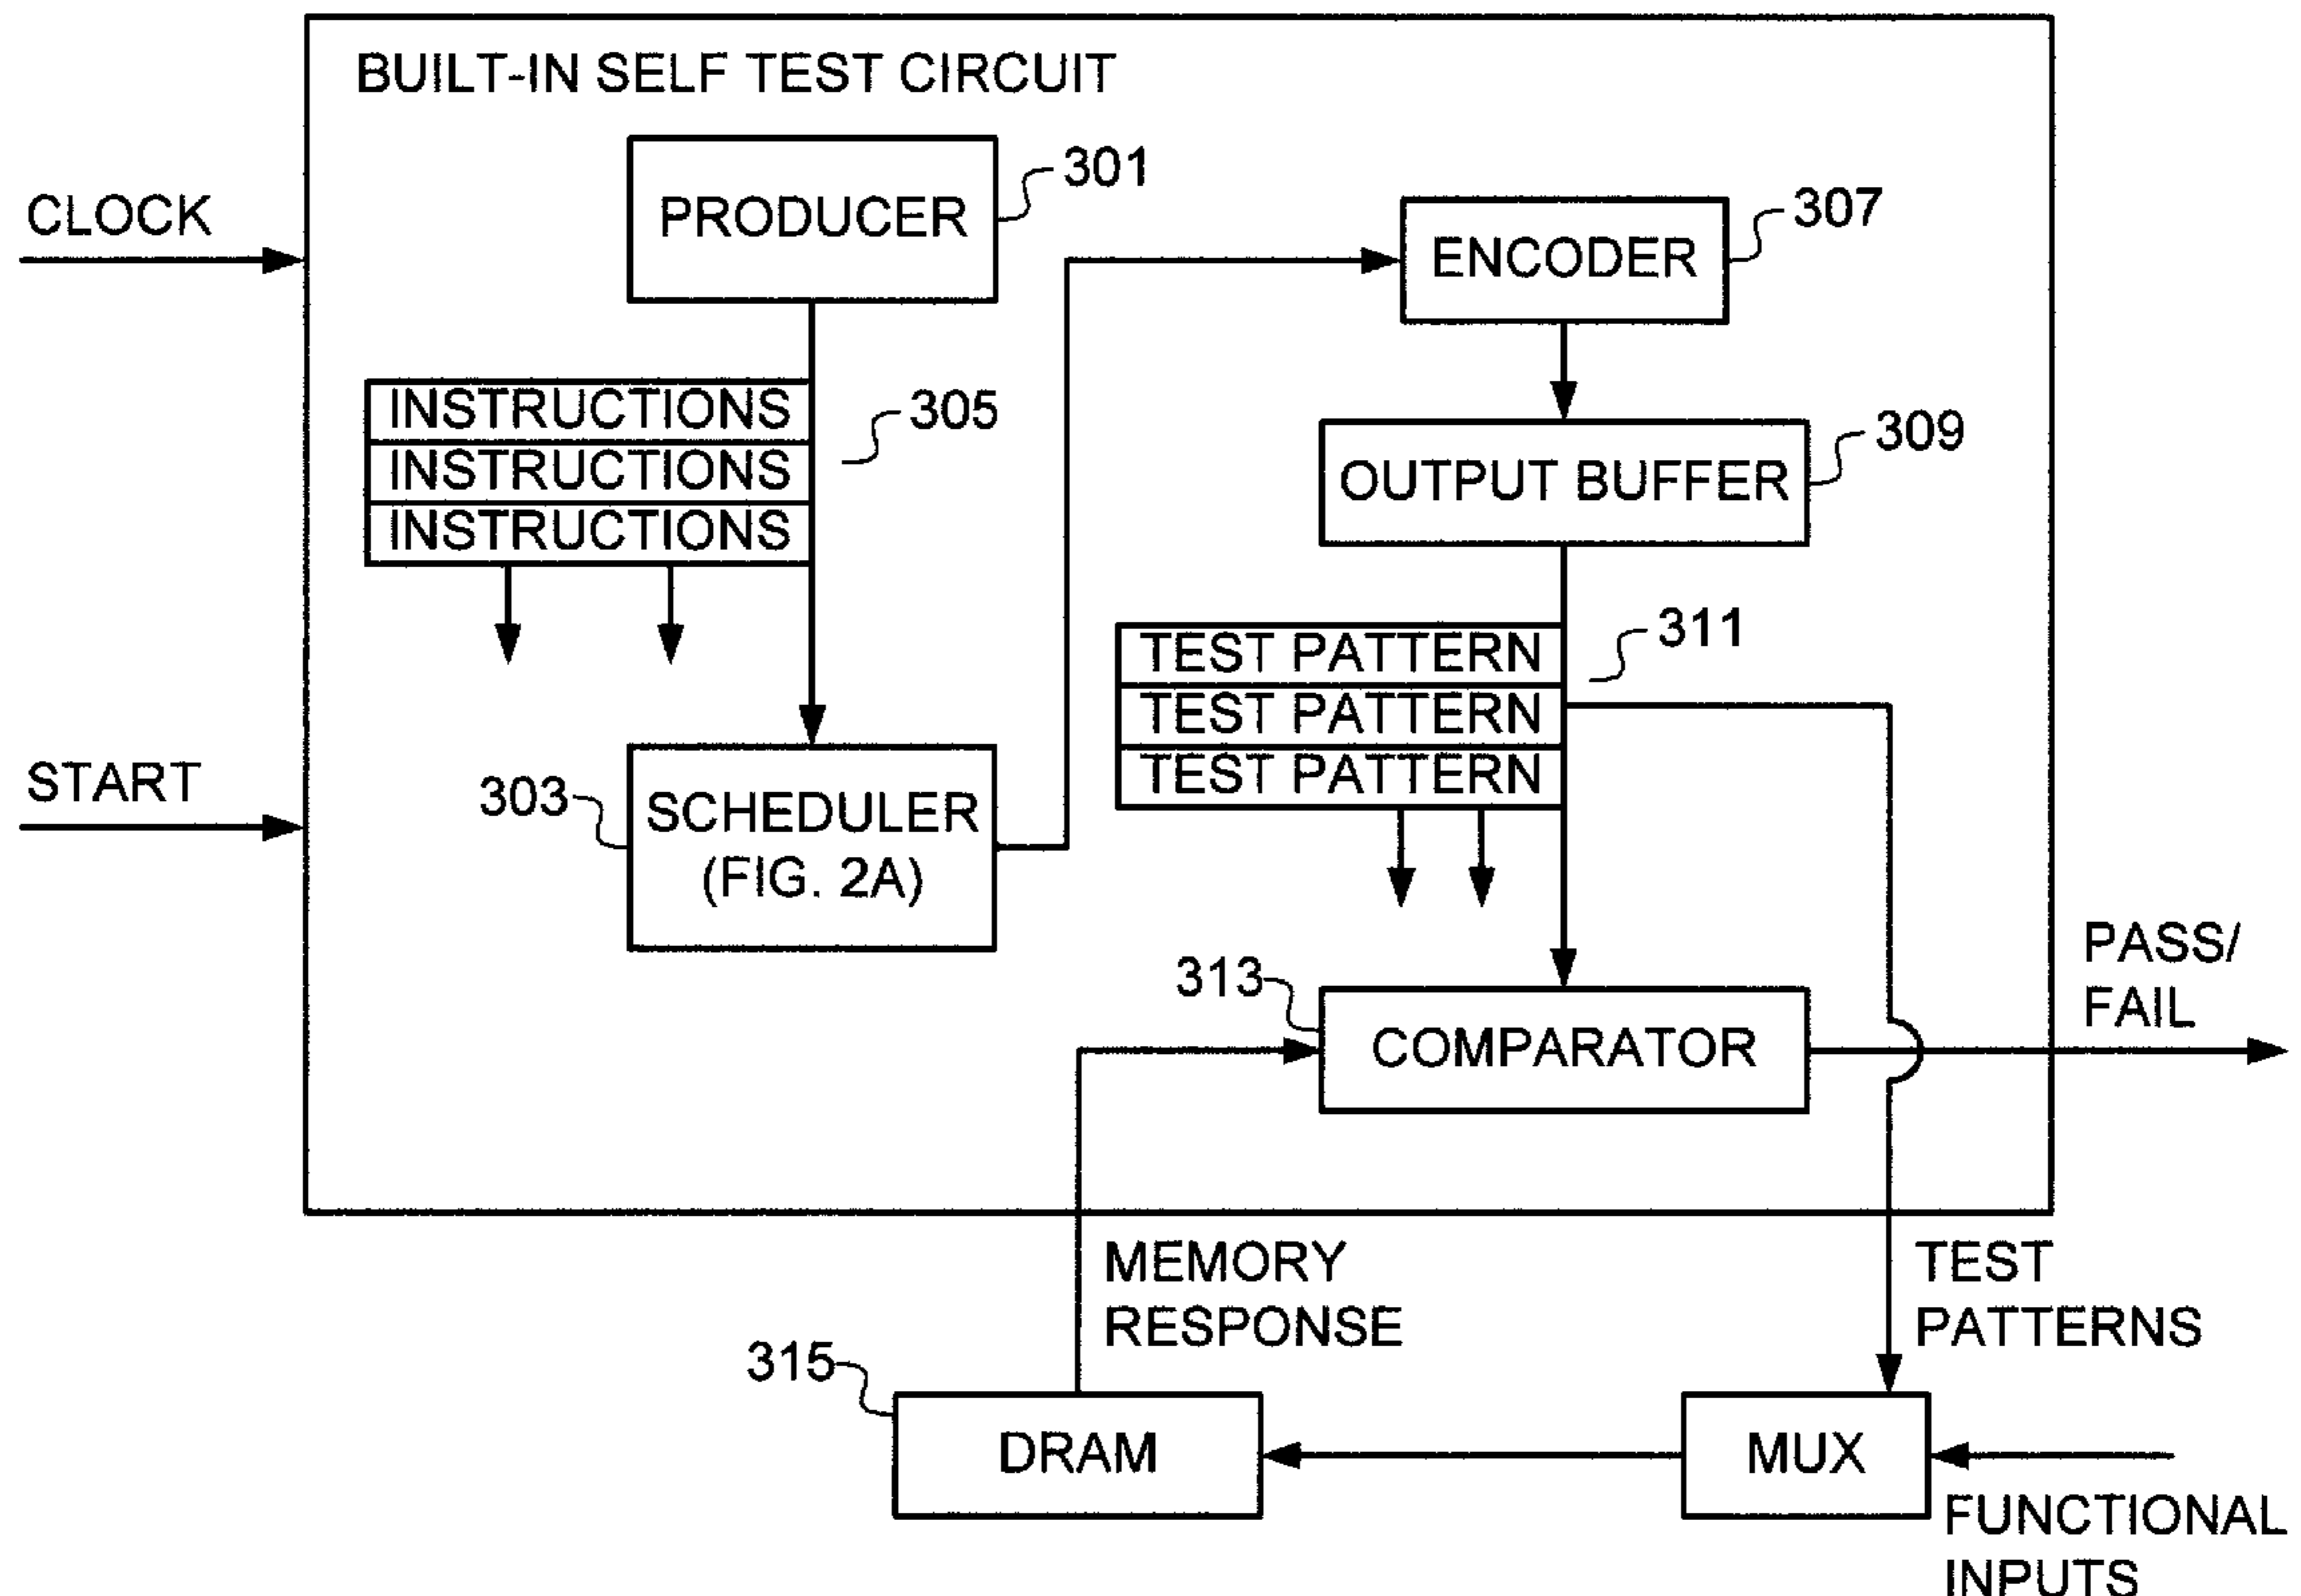 BUILT-IN SELF TEST CIRCUIT
CLOCK
START
PRODUCER
301
INSTRUCTIONS
INSTRUCTIONS
INSTRUCTIONS
305
303
SCHEDULER
(FIG. 2A)
ENCODER
307
OUTPUT BUFFER
309
TEST PATTERN
TEST PATTERN
TEST PATTERN
311
313
COMPARATOR
PASS/
FAIL
MEMORY
RESPONSE
TEST
PATTERNS
315
DRAM
MUX
FUNCTIONAL
INPUTS